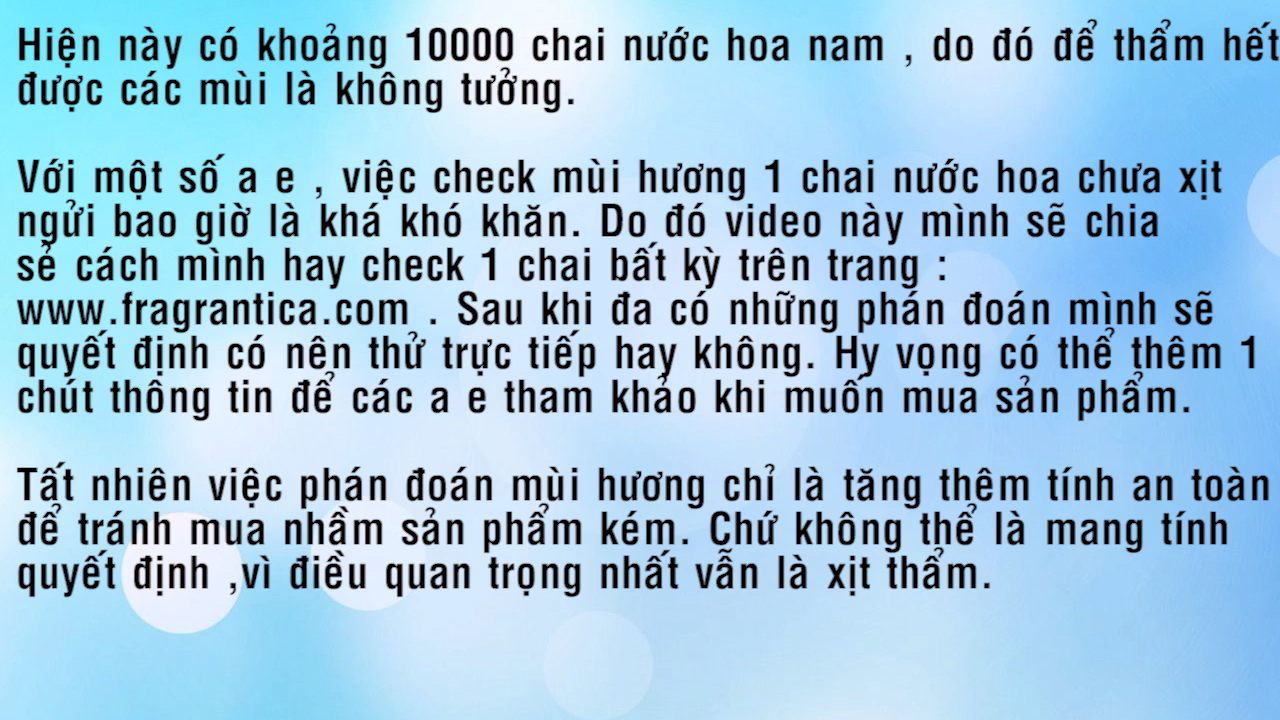 Hiện này có khoảng 10000 chai nước hoa nam , do đó để thẩm hết
được các mùi là không tưởng.
Với một số a e , việc check mùi hương 1 chai nước hoa chưa xịt
ngửi bao giờ là khá khó khăn. Do đó video này mình sẽ chia
sẻ cách mình hay check 1 chai bất kỳ trên trang :
www.fragrantica.com . Sau khi đa có những phán đoán mình sẽ
quyết định có nên thử trực tiếp hay không. Hy vọng có thể thêm 1
chút thông tin để các a e tham khảo khi muốn mua sản phẩm.
Tất nhiên việc phán đoán mùi hương chỉ là tăng thêm tính an toàn
để tránh mua nhầm sản phẩm kém. Chứ không thể là mang tính
quyết định ,vì điều quan trọng nhất vẫn là xịt thẩm.